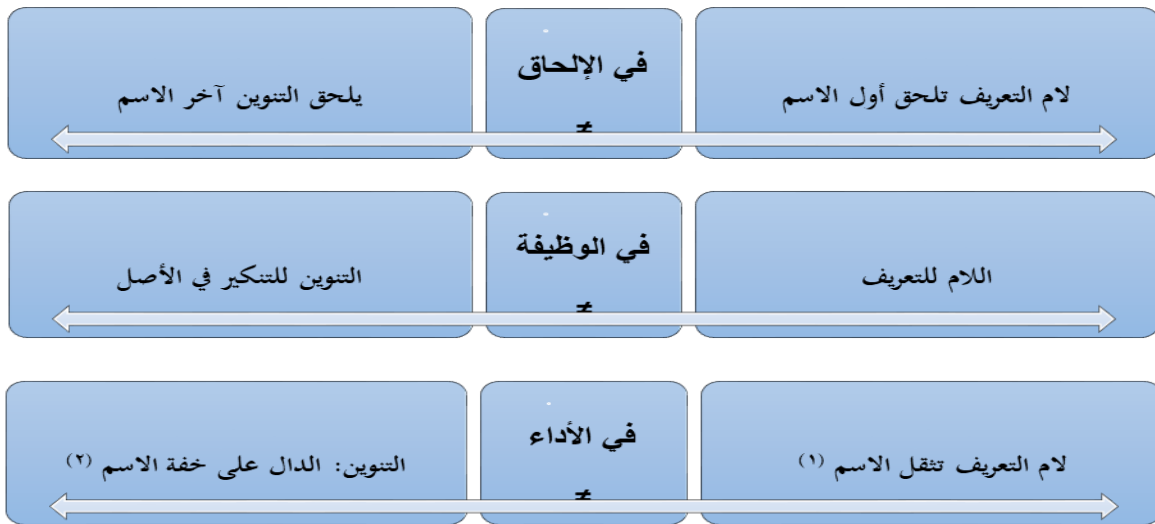 لام التعريف تلحق أول الاسم
في الإلحاق
≠
يلحق التنوين آخر الاسم
اللام للتعريف
في الوظيفة
≠
التنوين للتنكير في الأصل
لام التعريف تثقل الاسم (١)
في الأداء
≠
التنوين: الدال على خفة الاسم (٢)